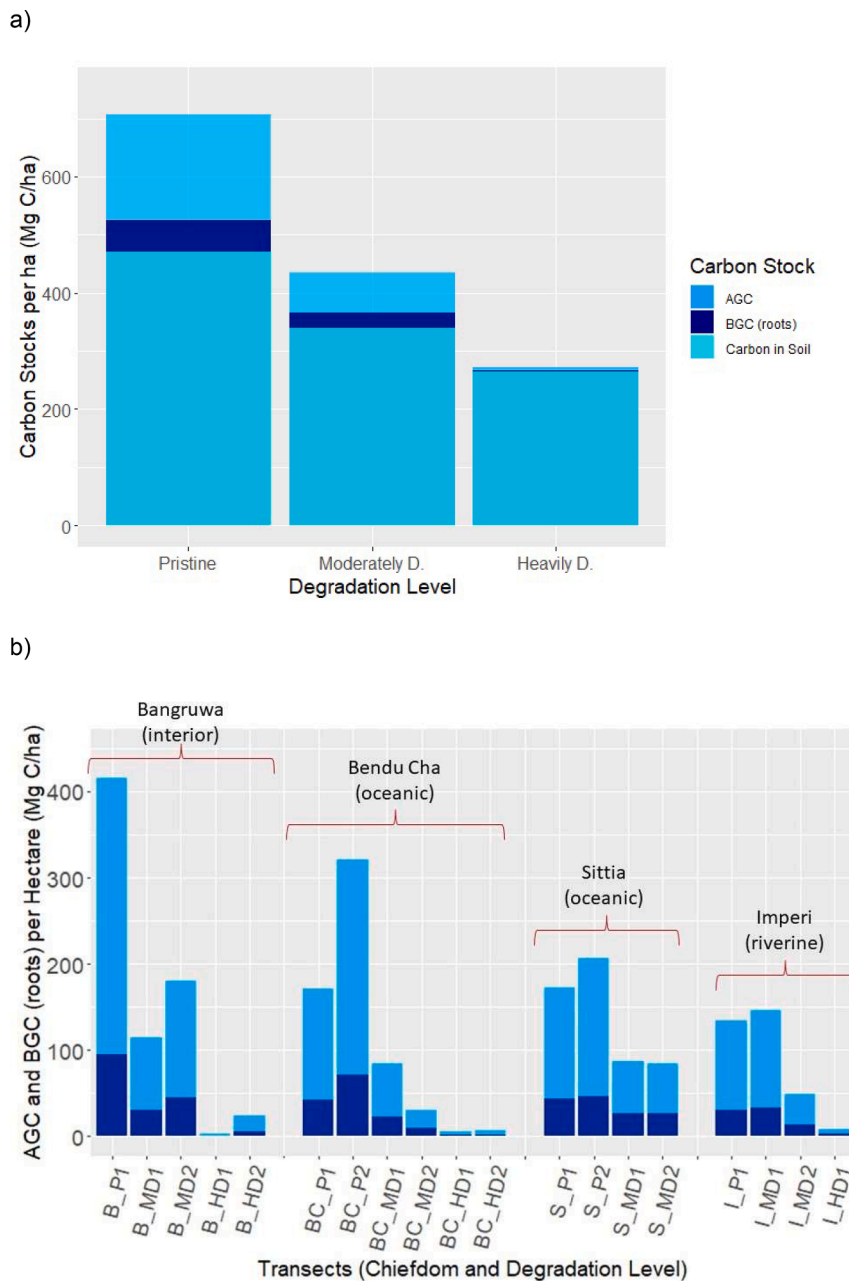 a)
Carbon Stocks per ha (Mg C/ha)
600
400
200
0
Pristine
Moderately D.
Heavily D.
Degradation Level
Carbon Stock
AGC
BGC (roots)
Carbon in Soil
b)
AGC and BGC (roots) per Hectare (Mg C/ha)
400
300
200
100
0
Bangruwa
(interior)
Bendu Cha
(oceanic)
Sittia
(oceanic)
Imperi
(riverine)
B_P1
B_MD1
B_MD2
B_HD1
B_HD2
BC_P1
BC_P2
BC_MD1
BC_MD2
BC_HD1
BC_HD2
S_P1
S_P2
S_MD1
S_MD2
I_P1
I_MD1
I_MD2
I_HD1
Transects (Chiefdom and Degradation Level)